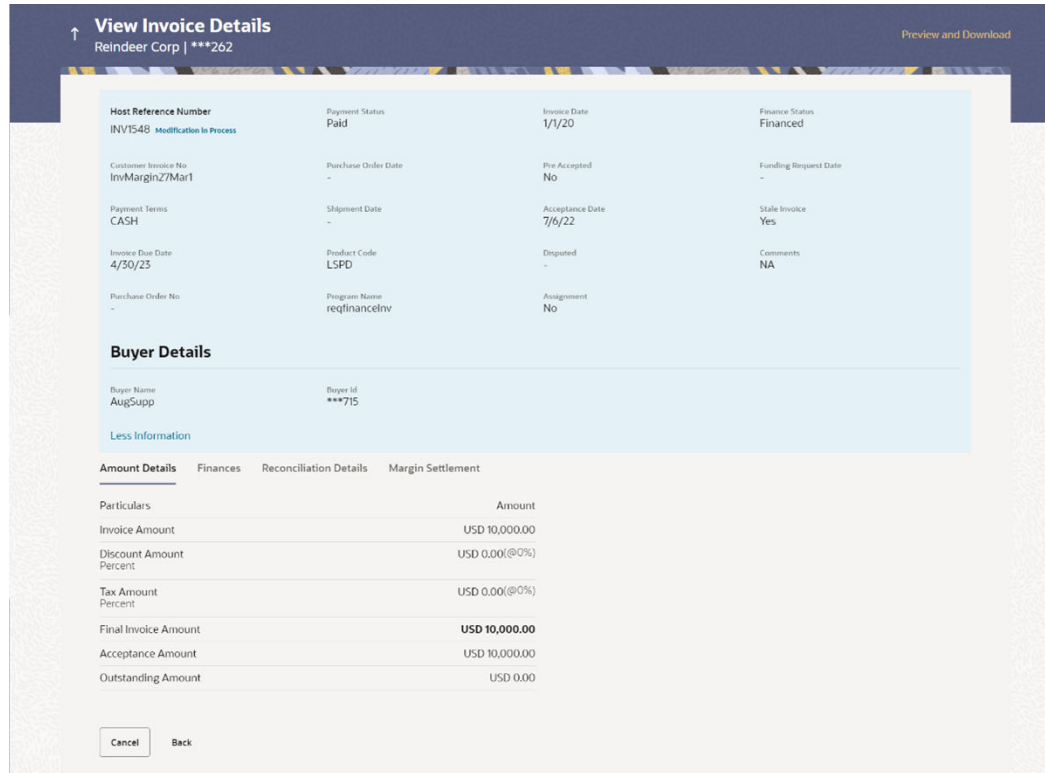 ↑ View Invoice Details
Reindeer Corp | ***262
Preview and Download
Host Reference Number
INV1548 Modification In Process
Payment Status
Paid
Invoice Date
1/1/20
Finance Status
Financed
Customer Invoice No
InvMargin27Mar1
Purchase Order Date
-
Pre Accepted
No
Funding Request Date
-
Payment Terms
CASH
Shipment Date
-
Acceptance Date
7/6/22
Stale Invoice
Yes
Invoice Due Date
4/30/23
Product Code
LSPD
Disputed
-
Comments
NA
Purchase Order No
-
Program Name
reqfinanceInv
Assignment
No
Buyer Details
Buyer Name
AugSupp
Buyer Id
***715
Less Information
Amount Details Finances Reconciliation Details Margin Settlement
Particulars Amount
Invoice Amount USD 10,000.00
Discount Amount USD 0.00(@0%)
Percent
Tax Amount USD 0.00(@0%)
Percent
Final Invoice Amount USD 10,000.00
Acceptance Amount USD 10,000.00
Outstanding Amount USD 0.00
Cancel Back